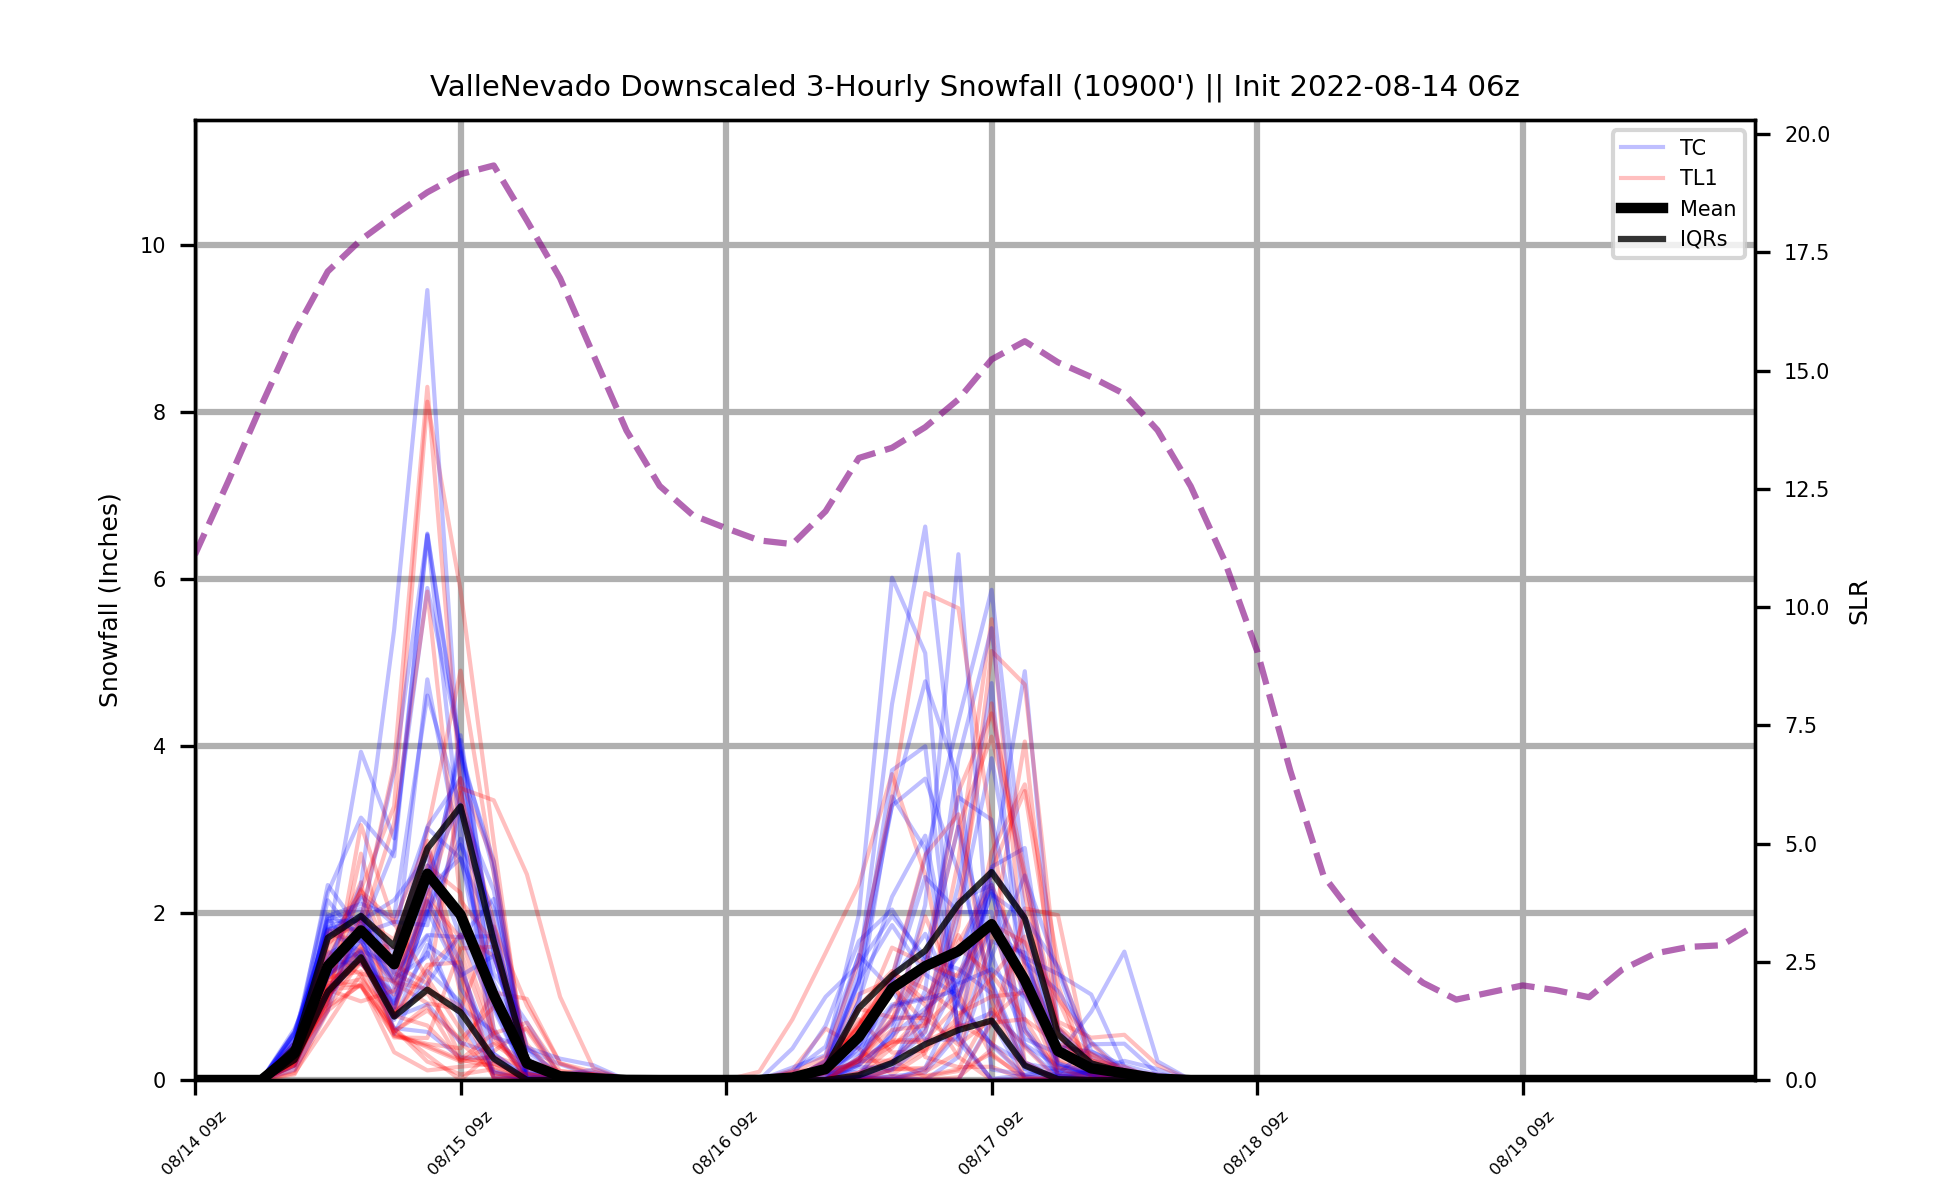 ValleNevado Downscaled 3-Hourly Snowfall (10900') || Init 2022-08-14 06z
TC
TL1
Mean
IQRs
Snowfall (Inches)
10
8
6
4
2
0
20.0
17.5
15.0
12.5
10.0
7.5
5.0
2.5
0.0
SLR
08/14 09z
08/15 09z
08/16 09z
08/17 09z
08/18 09z
08/19 09z